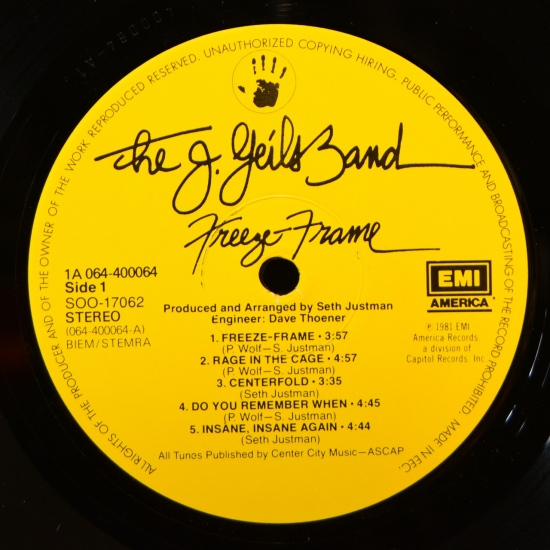 ALL RIGHTS OF THE PRODUCER AND OF THE OWNER OF THE WORK REPRODUCED RESERVED. UNAUTHORIZED COPYING HIRING, PUBLIC PERFORMANCE AND BROADCASTING OF THE RECORD PROHIBITED. MADE IN EEC.
The J. Geils Band
Freeze-Frame
1A 064-400064
Side 1
SOO-17062
STEREO
(064-400064-A)
BIEM/STEMRA
EMI
AMERICA
℗ 1981 EMI
America Records
a division of
Capitol Records, Inc.
Produced and Arranged by Seth Justman
Engineer: Dave Thoener
1. FREEZE-FRAME • 3:57
(P. Wolf—S. Justman)
2. RAGE IN THE CAGE • 4:57
(P. Wolf—S. Justman)
3. CENTERFOLD • 3:35
(Seth Justman)
4. DO YOU REMEMBER WHEN • 4:45
(P. Wolf—S. Justman)
5. INSANE, INSANE AGAIN • 4:44
(Seth Justman)
All Tunes Published by Center City Music—ASCAP